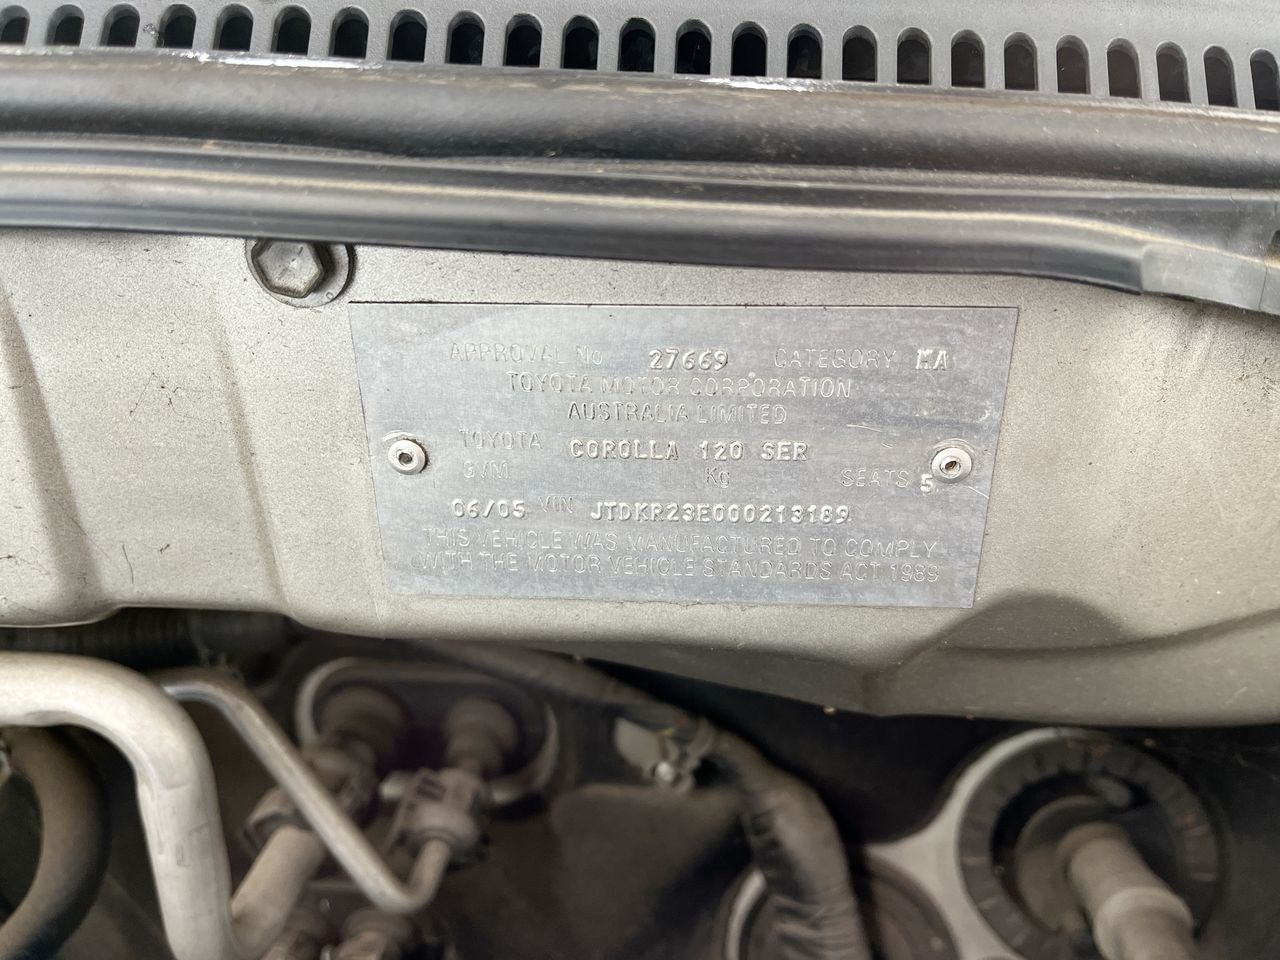 APPROVAL No 27669 CATEGORY MA
TOYOTA MOTOR CORPORATION
AUSTRALIA LIMITED
TOYOTA COROLLA 120 SER
GVM Kg SEATS 5
06/05 VIN JTDKR23E000213189
THIS VEHICLE WAS MANUFACTURED TO COMPLY
WITH THE MOTOR VEHICLE STANDARDS ACT 1989